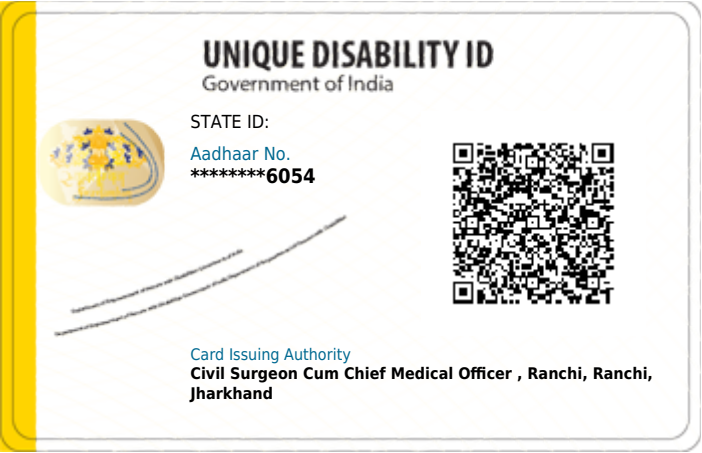 UNIQUE DISABILITY ID
Government of India
STATE ID:
Aadhaar No.
********6054
Card Issuing Authority
Civil Surgeon Cum Chief Medical Officer , Ranchi, Ranchi,
Jharkhand